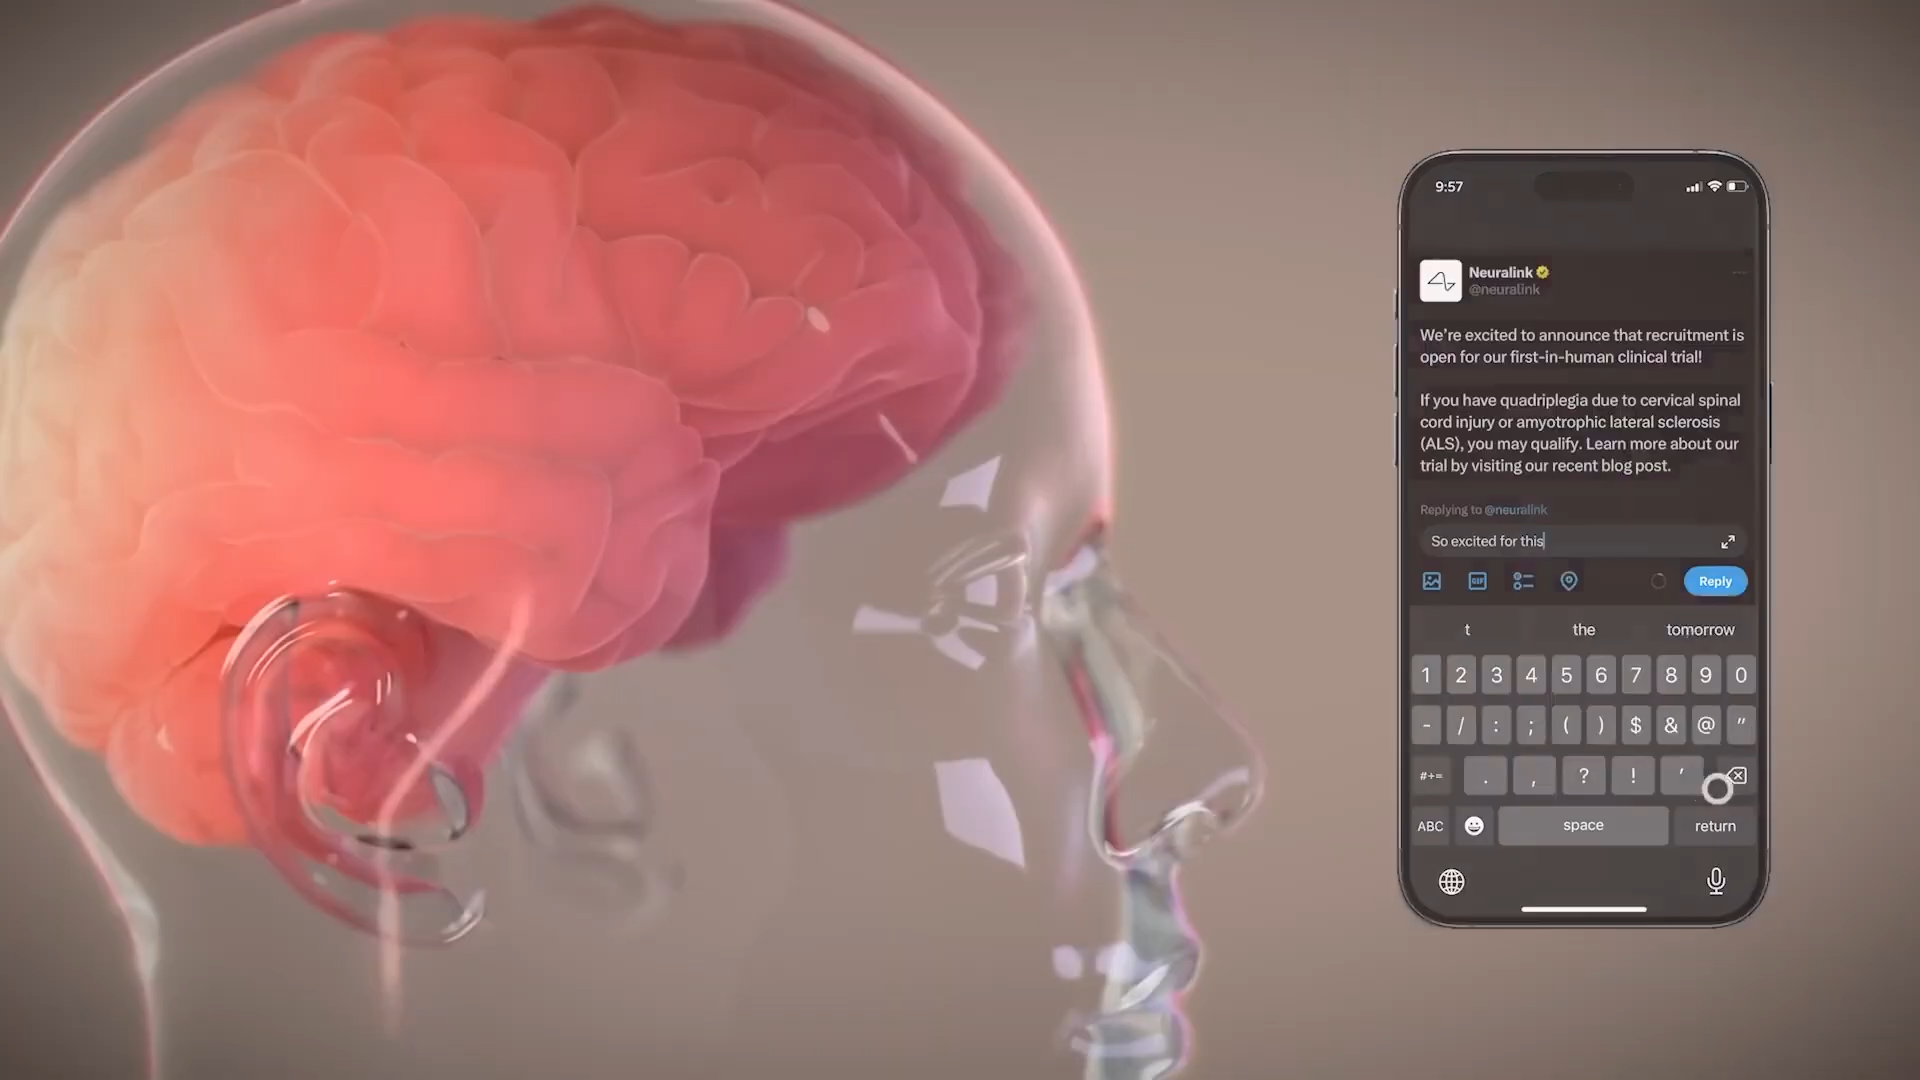 9:57
Neuralink
@neuralink
We're excited to announce that recruitment is
open for our first-in-human clinical trial!
If you have quadriplegia due to cervical spinal
cord injury or amyotrophic lateral sclerosis
(ALS), you may qualify. Learn more about our
trial by visiting our recent blog post.
Replying to @neuralink
So excited for this
GIF
Reply
t the tomorrow
1 2 3 4 5 6 7 8 9 0
- / : ; ( ) $ & @ "
#+= . , ? ! '
ABC space return